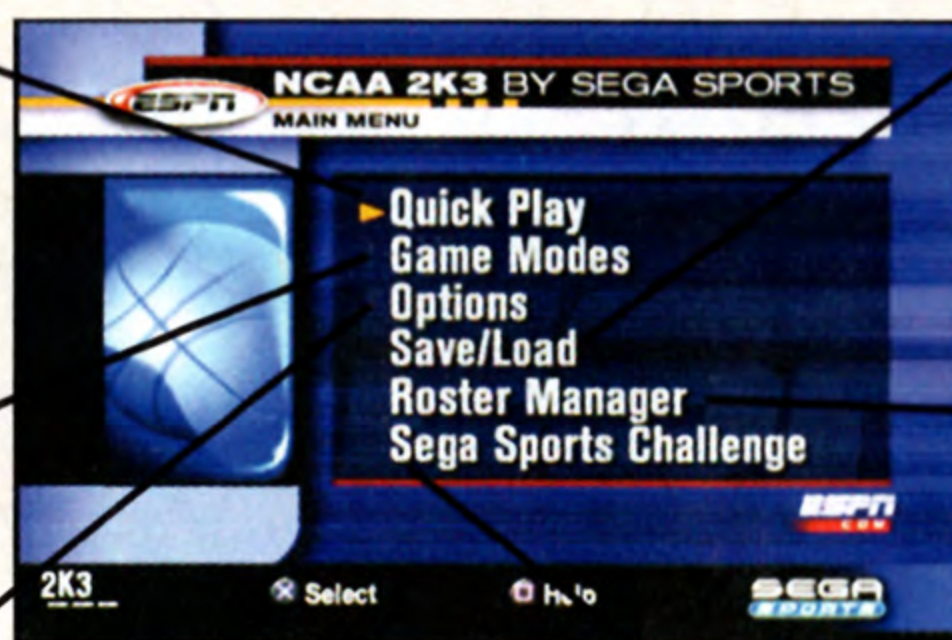 NCAA 2K3 BY SEGA SPORTS
ESPN
MAIN MENU
Quick Play
Game Modes
Options
Save/Load
Roster Manager
Sega Sports Challenge
ESPN
COM
2K3
Select
SEGA
SPORTS